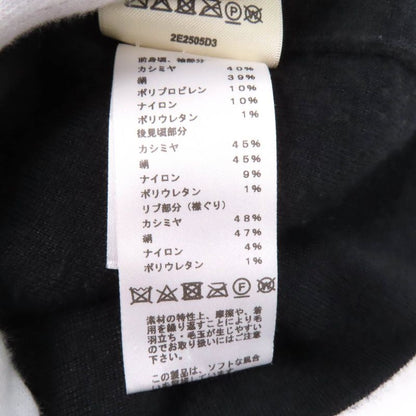 2E2505D3
前身頃、袖部分
カシミヤ 40%
絹 39%
ポリプロピレン 10%
ナイロン 10%
ポリウレタン 1%
後見頃部分
カシミヤ 45%
絹 45%
ナイロン 9%
ポリウレタン 1%
リブ部分（襟ぐり）
カシミヤ 48%
絹 47%
ナイロン 4%
ポリウレタン 1%
素材の特性上、摩擦や、着
用を繰り返すことにより毛
羽立ち・毛玉が生じやすい
のでお取扱いにはご注意
下さい。
この製品は、ソフトな風合